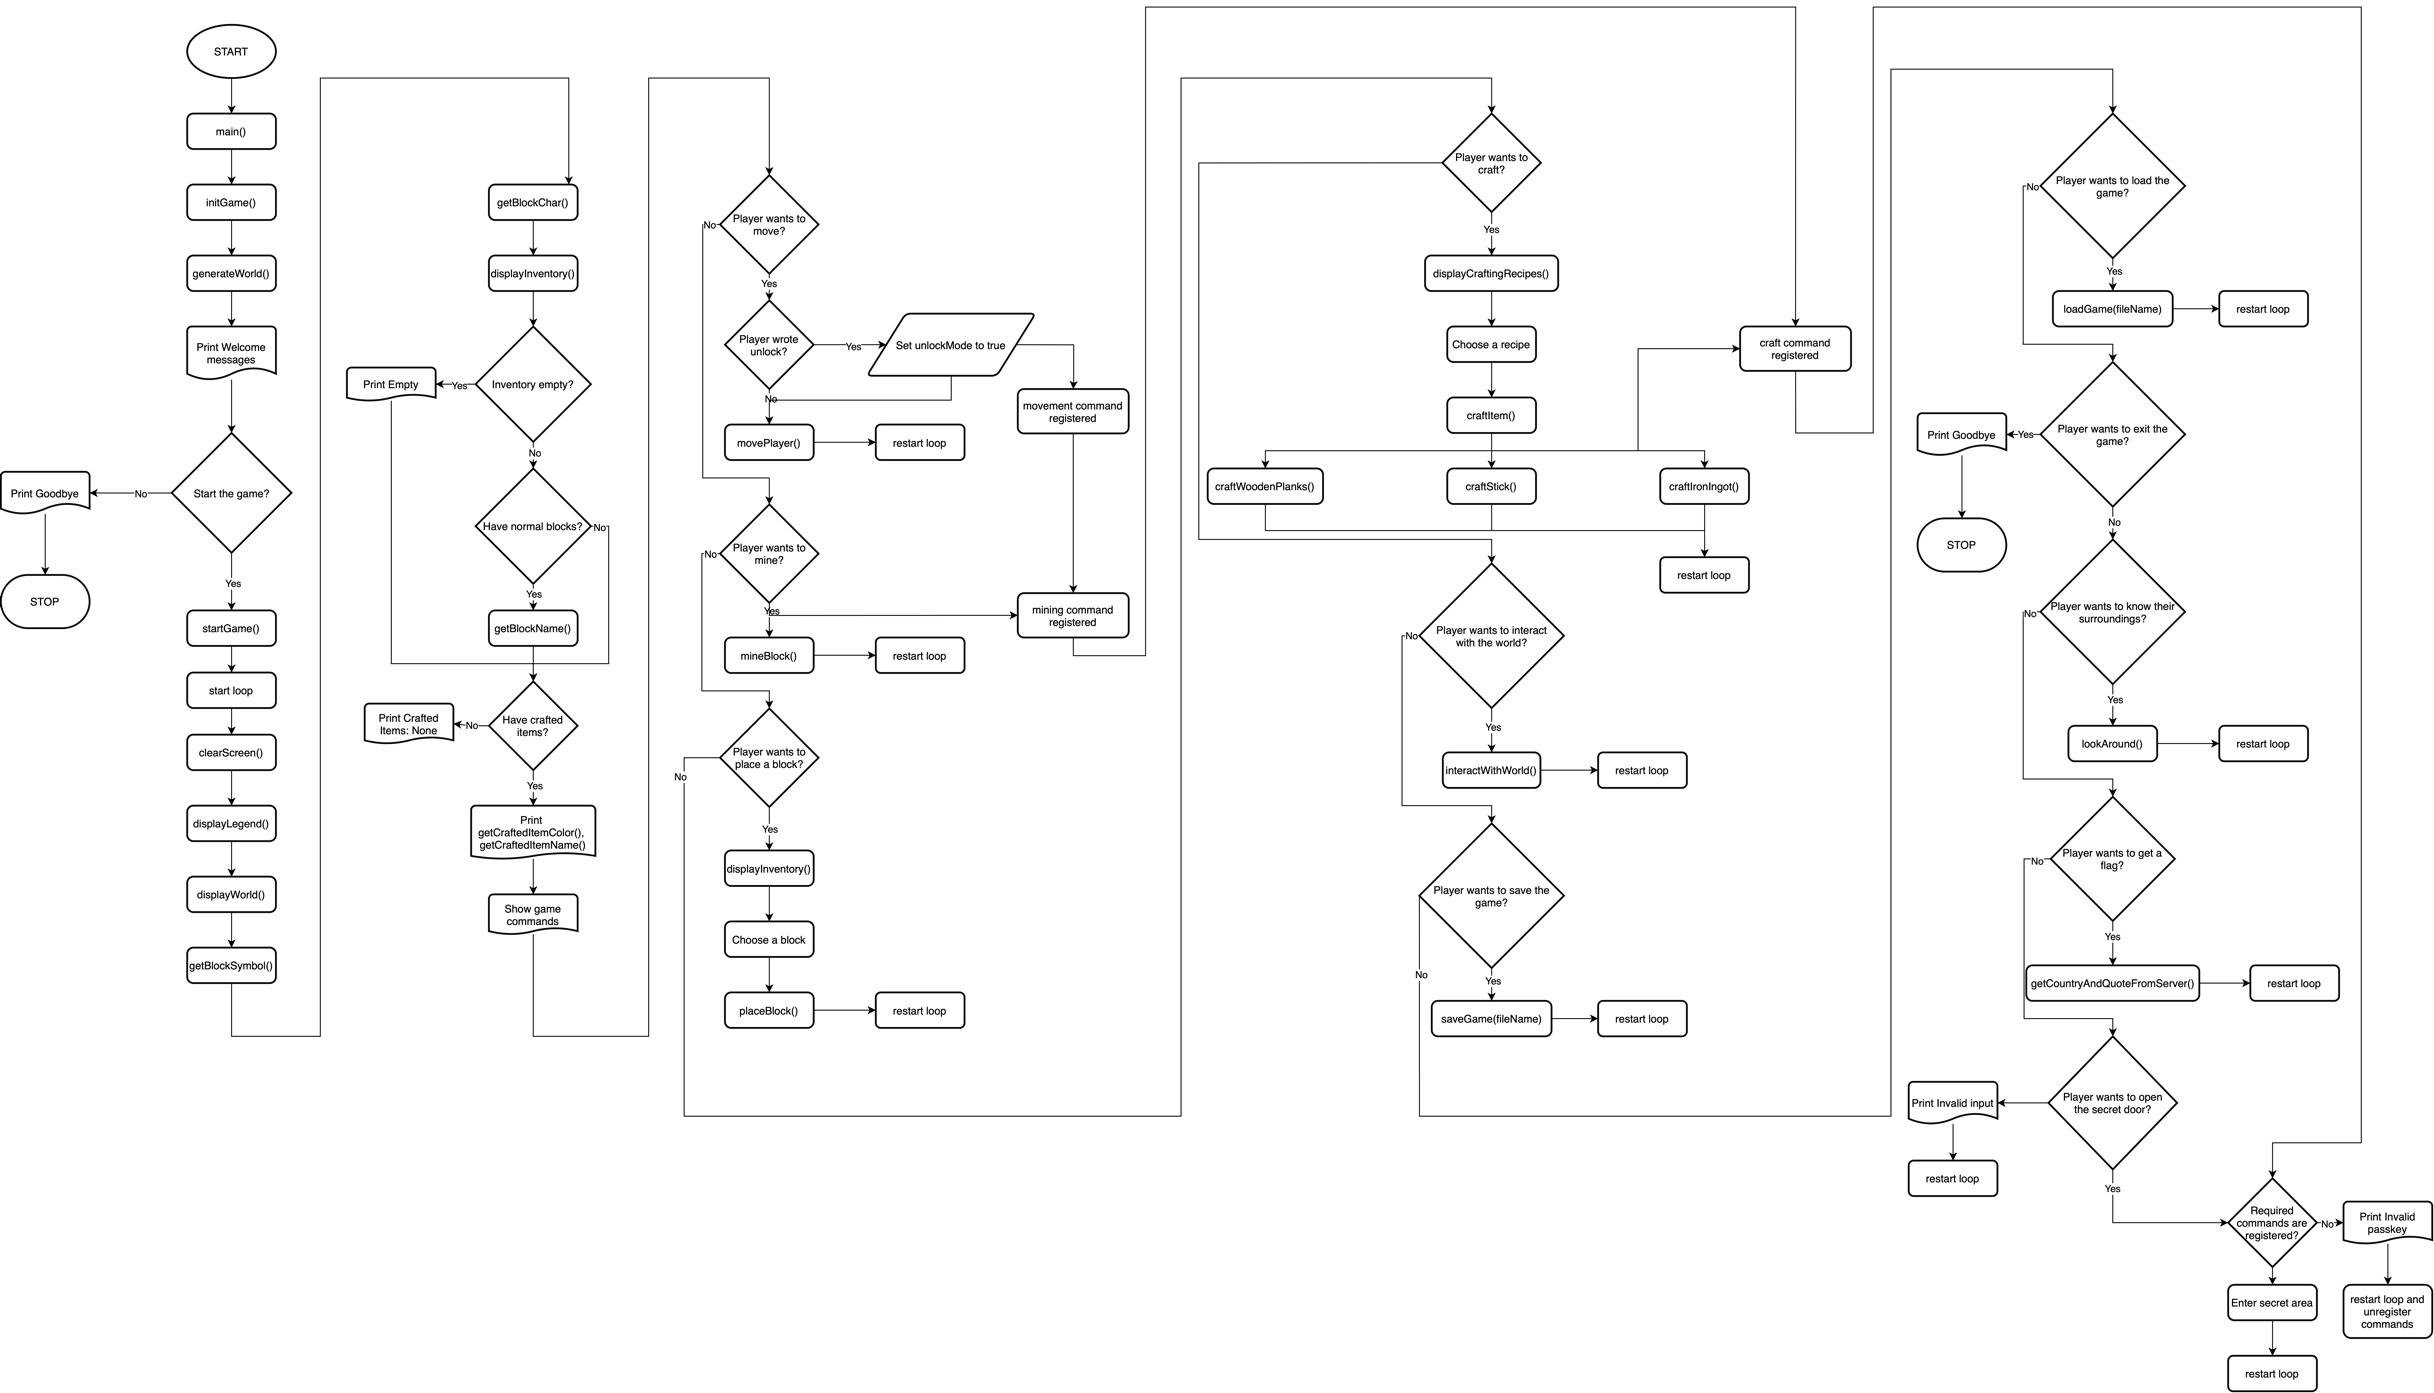 START
main()
initGame()
generateWorld()
Print Welcome
messages
Start the game?
No
Print Goodbye
STOP
Yes
startGame()
start loop
clearScreen()
displayLegend()
displayWorld()
getBlockSymbol()
getBlockChar()
displayInventory()
Inventory empty?
Yes
Print Empty
No
Have normal blocks?
No
Yes
getBlockName()
Have crafted
items?
No
Print Crafted
Items: None
Yes
Print
getCraftedItemColor(),
getCraftedItemName()
Show game
commands
Player wants to
move?
No
Yes
Player wrote
unlock?
Yes
Set unlockMode to true
No
movement command
registered
movePlayer()
restart loop
Player wants to
mine?
No
Yes
mining command
registered
mineBlock()
restart loop
Player wants to
place a block?
No
Yes
displayInventory()
Choose a block
placeBlock()
restart loop
Player wants to
craft?
Yes
displayCraftingRecipes()
Choose a recipe
craftItem()
craft command
registered
craftWoodenPlanks()
craftStick()
craftIronIngot()
restart loop
Player wants to interact
with the world?
No
Yes
interactWithWorld()
restart loop
Player wants to save the
game?
No
Yes
saveGame(fileName)
restart loop
Player wants to load the
game?
No
Yes
loadGame(fileName)
restart loop
Player wants to exit the
game?
Yes
Print Goodbye
STOP
No
Player wants to know their
surroundings?
No
Yes
lookAround()
restart loop
Player wants to get a
flag?
No
Yes
getCountryAndQuoteFromServer()
restart loop
Player wants to open
the secret door?
Print Invalid input
restart loop
Yes
Required
commands are
registered?
No
Print Invalid
passkey
restart loop and
unregister
commands
Enter secret area
restart loop